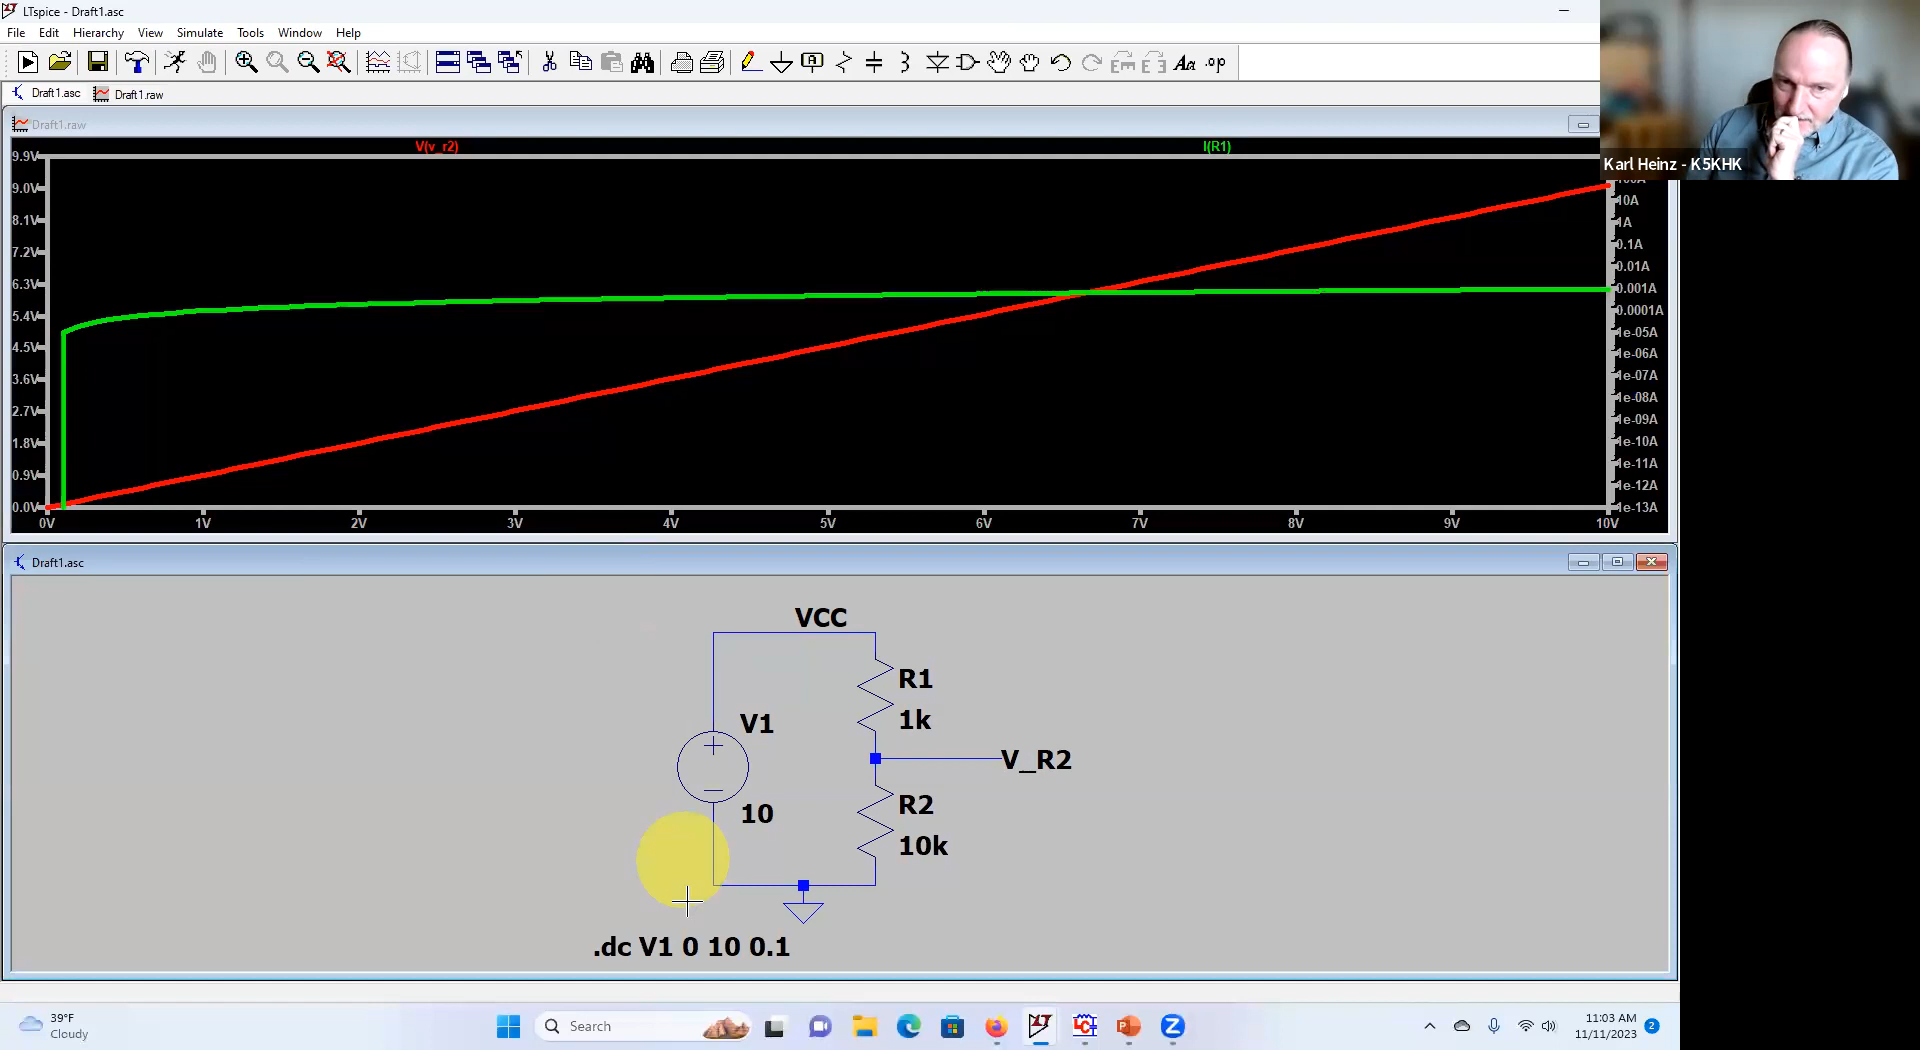 LTspice - Draft1.asc
File Edit Hierarchy View Simulate Tools Window Help
Draft1.asc Draft1.raw
Draft1.raw
V(v_r2) I(R1)
9.9V
9.0V
8.1V
7.2V
6.3V
5.4V
4.5V
3.6V
2.7V
1.8V
0.9V
0.0V
10A
1A
0.1A
0.01A
0.001A
0.0001A
1e-05A
1e-06A
1e-07A
1e-08A
1e-09A
1e-10A
1e-11A
1e-12A
1e-13A
0V 1V 2V 3V 4V 5V 6V 7V 8V 9V 10V
Karl Heinz - K5KHK
Draft1.asc
VCC
R1
1k
V1
10
V_R2
R2
10k
.dc V1 0 10 0.1
39°F
Cloudy
Search
11:03 AM
11/11/2023
2